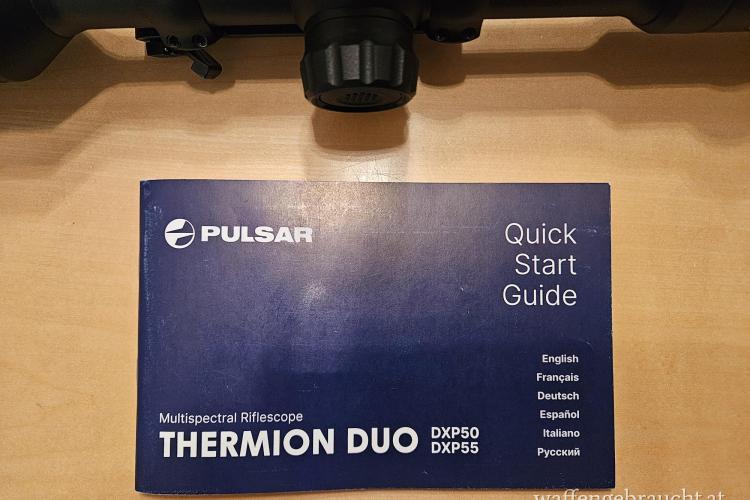 PULSAR
Quick
Start
Guide
English
Français
Deutsch
Español
Italiano
Русский
Multispectral Riflescope
THERMION DUO DXP50
DXP55
waffengebraucht.at